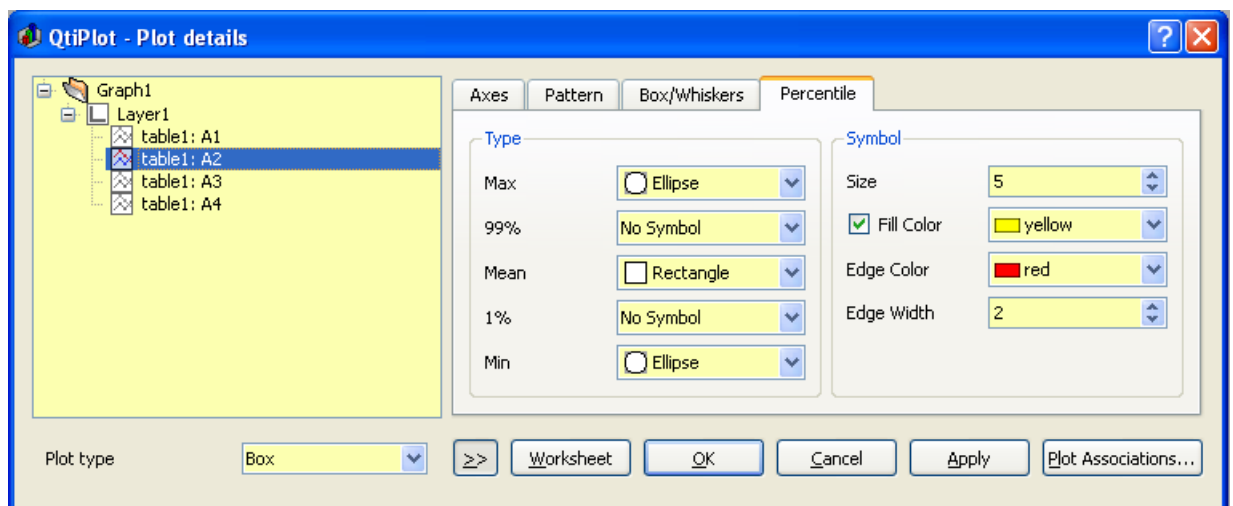 QtiPlot - Plot details
Graph1
Layer1
table1: A1
table1: A2
table1: A3
table1: A4
Axes Pattern Box/Whiskers Percentile
Type
Max Ellipse
99% No Symbol
Mean Rectangle
1% No Symbol
Min Ellipse
Symbol
Size 5
Fill Color yellow
Edge Color red
Edge Width 2
Plot type Box >> Worksheet OK Cancel Apply Plot Associations...